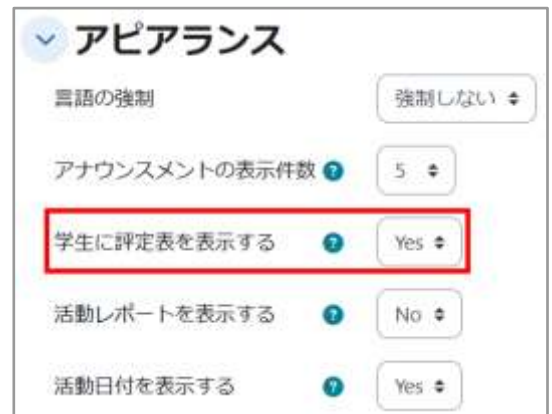 アピアランス
言語の強制 強制しない
アナウンスメントの表示件数 5
学生に評定表を表示する Yes
活動レポートを表示する No
活動日付を表示する Yes